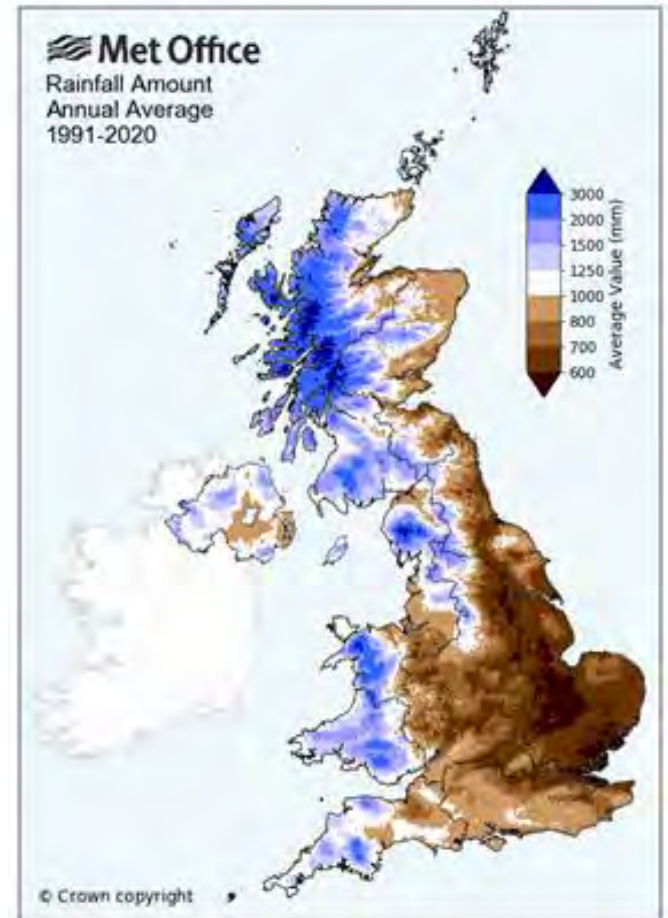 Met Office
Rainfall Amount
Annual Average
1991-2020
3000
2000
1500
1250
1000
800
700
600
Average Value (mm)
© Crown copyright